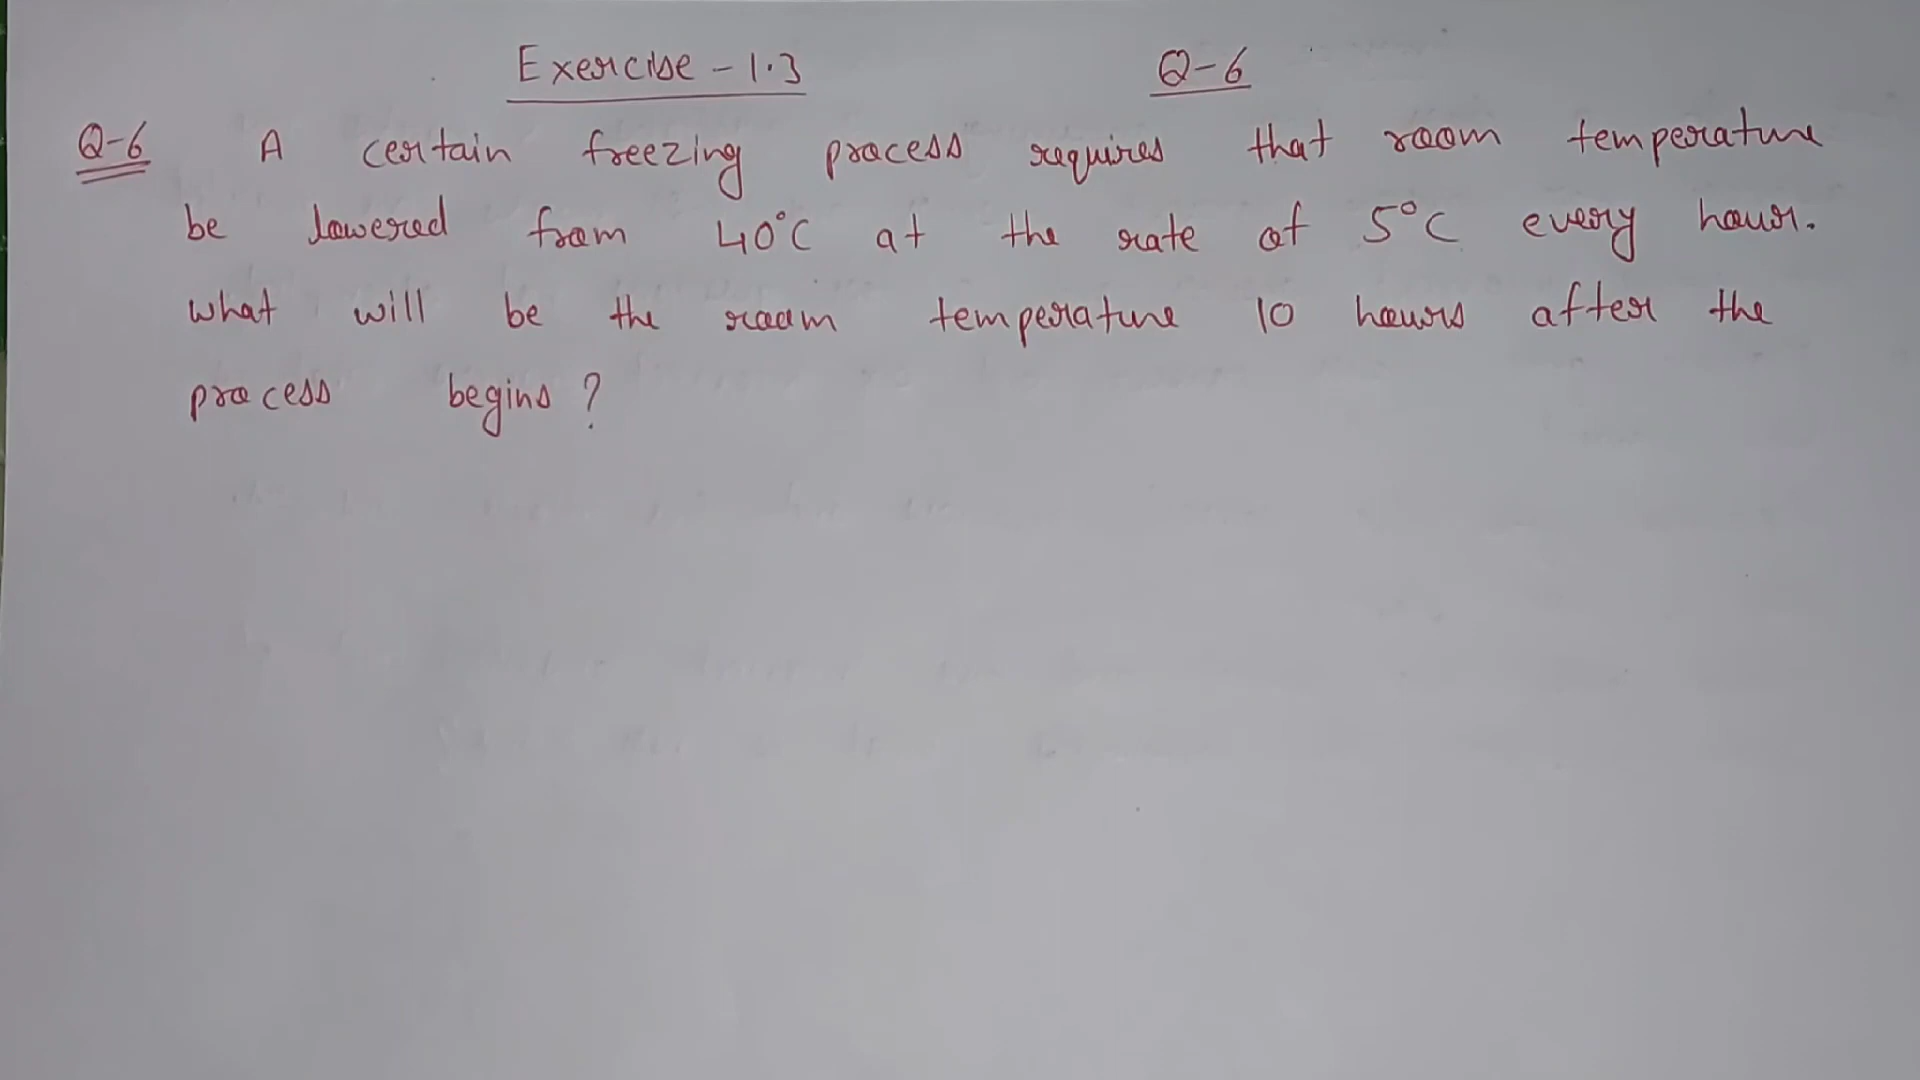 Exercise - 1.3 Q-6
Q-6 A certain freezing process requires that room temperature
be lowered from 40°C at the rate of 5°C every hour.
what will be the room temperature 10 hours after the
process begins?